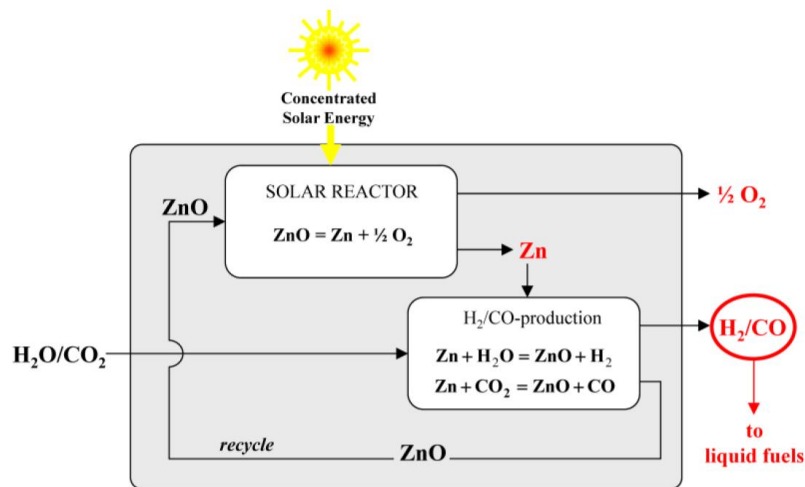 Concentrated
Solar Energy
SOLAR REACTOR
ZnO = Zn + ½ O₂
ZnO
½ O₂
Zn
H₂/CO-production
Zn + H₂O = ZnO + H₂
Zn + CO₂ = ZnO + CO
H₂O/CO₂
H₂/CO
recycle
ZnO
to
liquid fuels